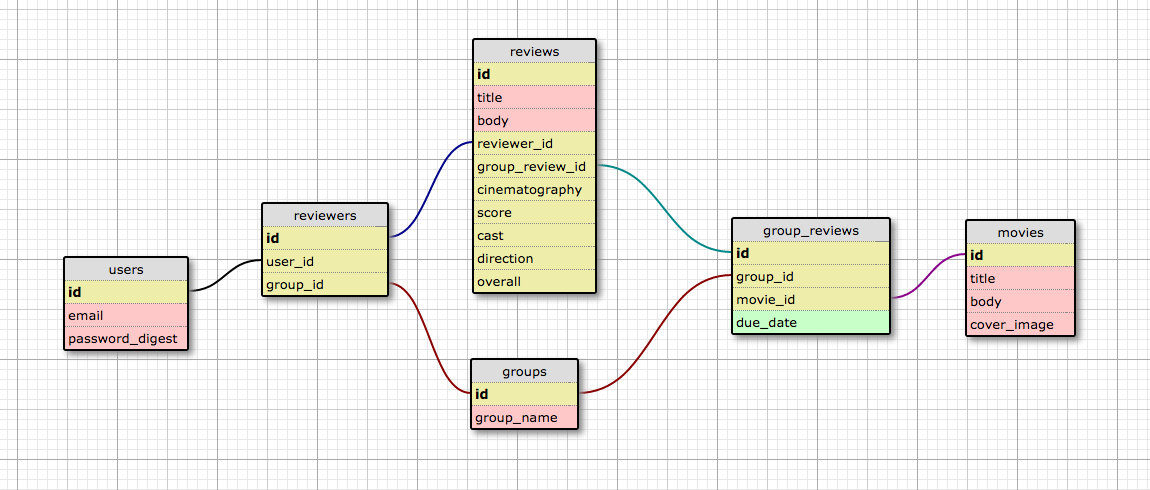 reviews
id
title
body
reviewer_id
group_review_id
cinematography
score
cast
direction
overall
reviewers
id
user_id
group_id
users
id
email
password_digest
groups
id
group_name
group_reviews
id
group_id
movie_id
due_date
movies
id
title
body
cover_image